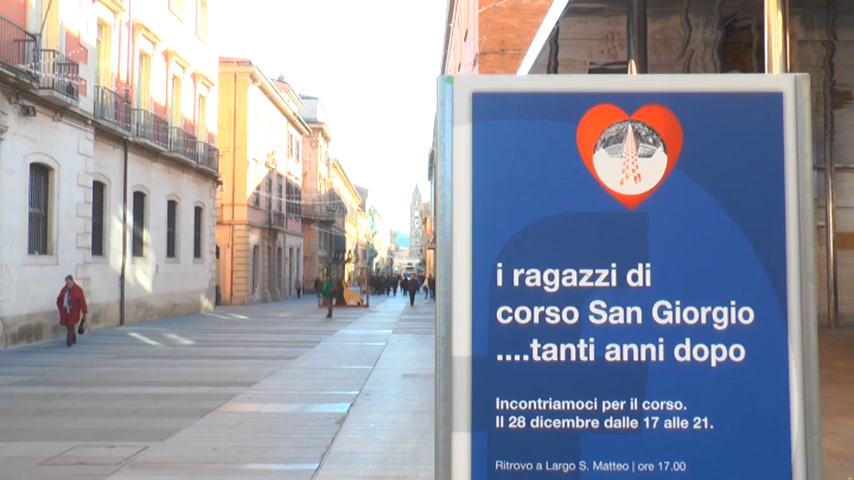 i ragazzi di
corso San Giorgio
....tanti anni dopo
Incontriamoci per il corso.
Il 28 dicembre dalle 17 alle 21.
Ritrovo a Largo S. Matteo | ore 17.00